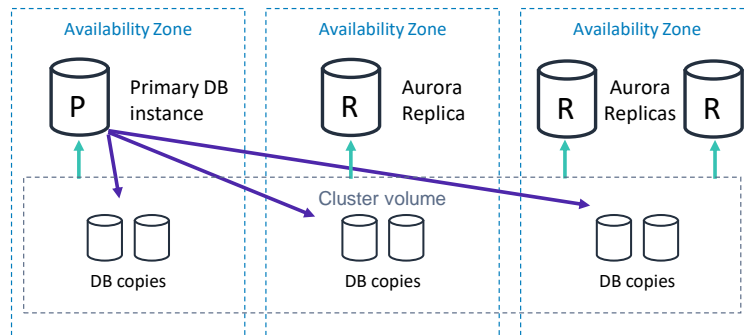 Availability Zone
Availability Zone
Availability Zone
P
Primary DB
instance
R
Aurora
Replica
R
Aurora
Replicas
R
Cluster volume
DB copies
DB copies
DB copies